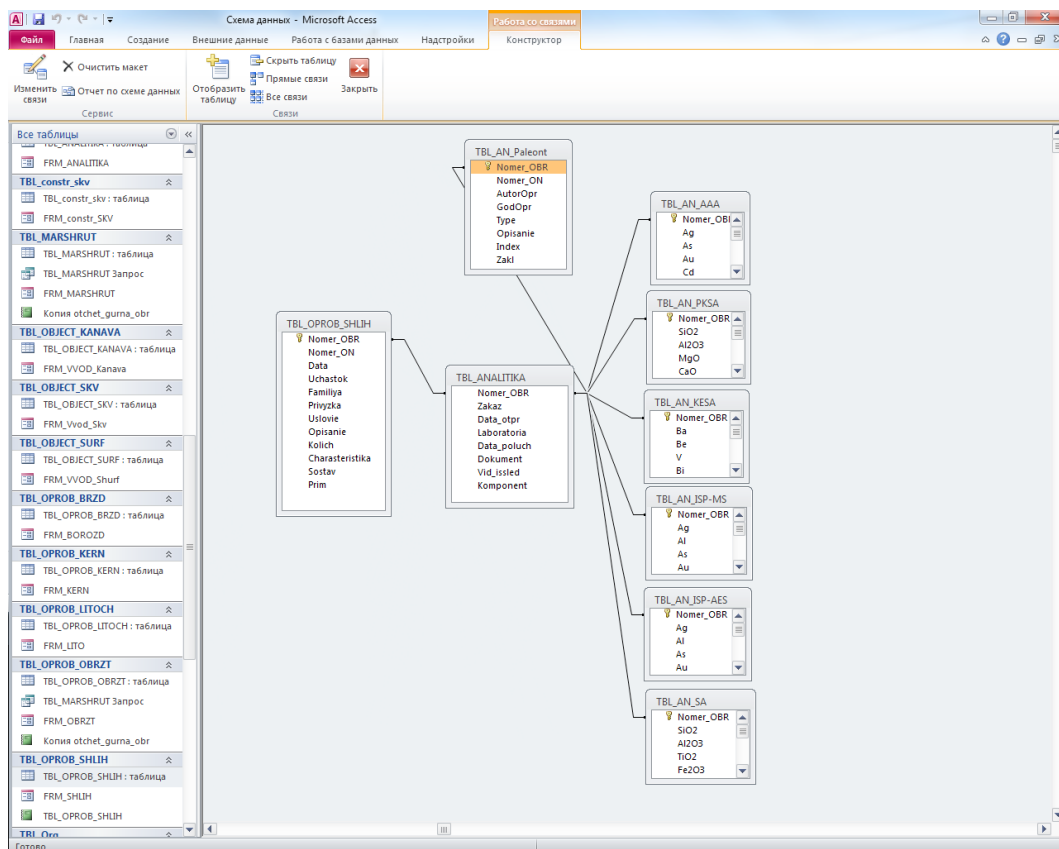 Схема данных - Microsoft Access
Работа со связями
Файл
Главная
Создание
Внешние данные
Работа с базами данных
Надстройки
Конструктор
Изменить связи
Очистить макет
Отчет по схеме данных
Сервис
Отобразить таблицу
Скрыть таблицу
Прямые связи
Все связи
Закрыть
Связи
Все таблицы
TBL_ANALITIKA : таблица
FRM_ANALITIKA
TBL_constr_skv
TBL_constr_skv : таблица
FRM_constr_SKV
TBL_MARSHRUT
TBL_MARSHRUT : таблица
TBL_MARSHRUT Запрос
FRM_MARSHRUT
Копия otchet_gurna_obr
TBL_OBJECT_KANAVA
TBL_OBJECT_KANAVA : таблица
FRM_VVOD_Kanava
TBL_OBJECT_SKV
TBL_OBJECT_SKV : таблица
FRM_Vvod_Skv
TBL_OBJECT_SURF
TBL_OBJECT_SURF : таблица
FRM_VVOD_Shurf
TBL_OPROB_BRZD
TBL_OPROB_BRZD : таблица
FRM_BOROZD
TBL_OPROB_KERN
TBL_OPROB_KERN : таблица
FRM_KERN
TBL_OPROB_LITOCH
TBL_OPROB_LITOCH : таблица
FRM_LITO
TBL_OPROB_OBRZT
TBL_OPROB_OBRZT : таблица
TBL_MARSHRUT Запрос
FRM_OBRZT
Копия otchet_gurna_obr
TBL_OPROB_SHLIH
TBL_OPROB_SHLIH : таблица
FRM_SHLIH
TBL_OPROB_SHLIH
TBL_Org
Готово
TBL_AN_Paleont
Nomer_OBR
Nomer_ON
AutorOpr
GodOpr
Type
Opisanie
Index
Zakl
TBL_OPROB_SHLIH
Nomer_OBR
Nomer_ON
Data
Uchastok
Familiya
Privyzka
Uslovie
Opisanie
Kolich
Charasteristika
Sostav
Prim
TBL_ANALITIKA
Nomer_OBR
Zakaz
Data_otpr
Laboratoria
Data_poluch
Dokument
Vid_issled
Komponent
TBL_AN_AAA
Nomer_OBI
Ag
As
Au
Cd
TBL_AN_PKSA
Nomer_OBR
SiO2
Al2O3
MgO
CaO
TBL_AN_KESA
Nomer_OBR
Ba
Be
V
Bi
TBL_AN_ISP-MS
Nomer_OBR
Ag
Al
As
Au
TBL_AN_ISP-AES
Nomer_OBR
Ag
Al
As
Au
TBL_AN_SA
Nomer_OBR
SiO2
Al2O3
TiO2
Fe2O3